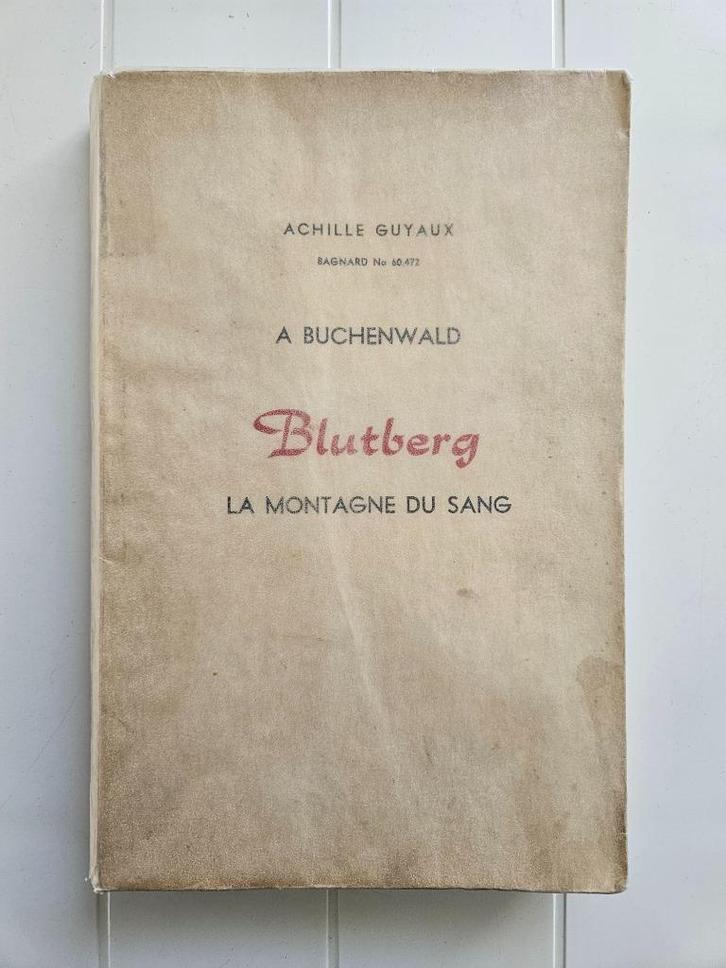 ACHILLE GUYAUX
BAGNARD No 60.472
A BUCHENWALD
Blutberg
LA MONTAGNE DU SANG